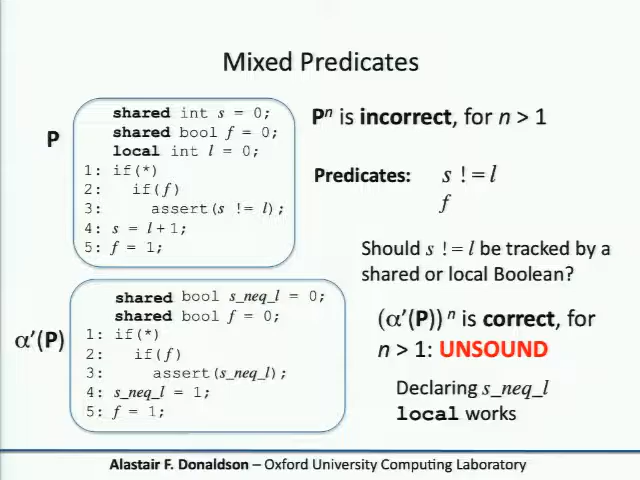 Mixed Predicates
P
shared int s = 0;
shared bool f = 0;
local int l = 0;
1: if(*)
2: if(f)
3: assert(s != l);
4: s = l+1;
5: f = 1;
Pⁿ is incorrect, for n > 1
Predicates: s != l
f
Should s != l be tracked by a
shared or local Boolean?
α'(P)
shared bool s_neq_l = 0;
shared bool f = 0;
1: if(*)
2: if(f)
3: assert(s_neq_l);
4: s_neq_l = 1;
5: f = 1;
(α'(P))ⁿ is correct, for
n > 1: UNSOUND
Declaring s_neq_l
local works
Alastair F. Donaldson – Oxford University Computing Laboratory